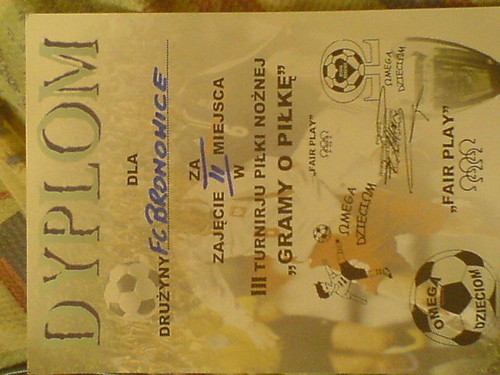 DYPLOM
DLA
DRUŻYNY FC BRONOWICE
ZA
ZAJĘCIE II MIEJSCA
W
III TURNIRJU PIŁKI NOŻNEJ
„GRAMY O PIŁKĘ”
„FAIR PLAY”
OMEGA
DZIECIOM
OMEGA
DZIECIOM
„FAIR PLAY”
OMEGA
DZIECIOM